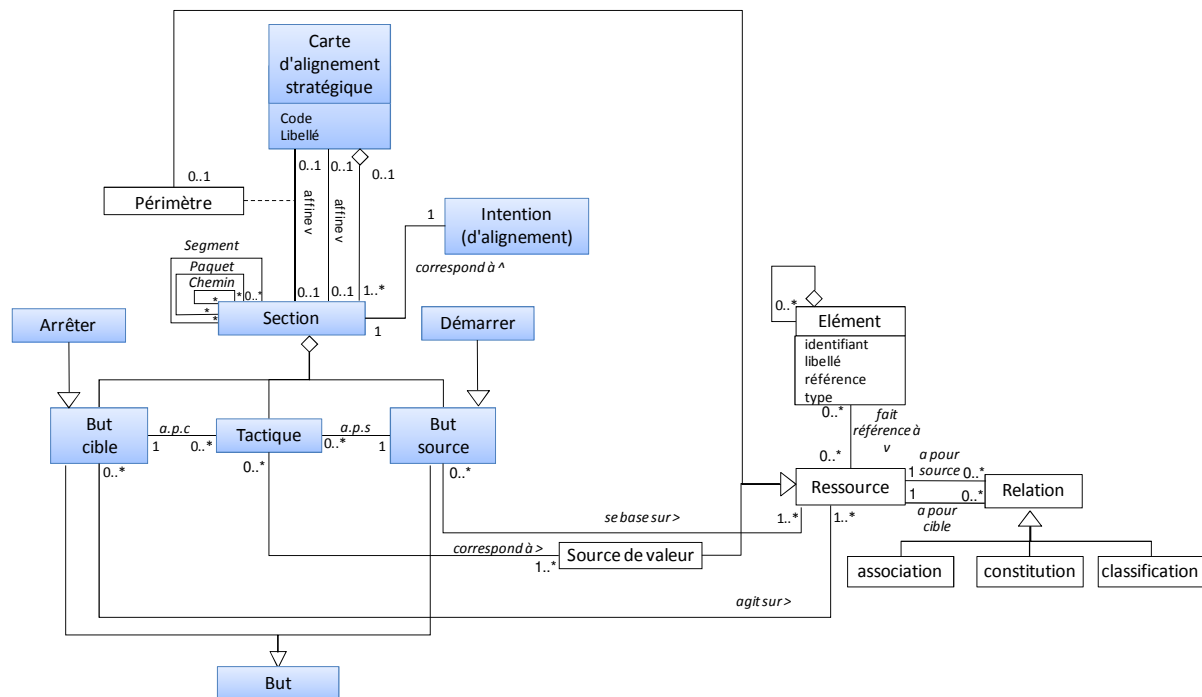 Carte
d'alignement
stratégique
Code
Libellé
0..1
0..1
0..1
0..1
Périmètre
affine v
affine v
1
Intention
(d'alignement)
correspond à ^
Segment
Paquet
Chemin
*
*
0..*
*
*
*
0..1
0..1
1..*
Section
1
Arrêter
Démarrer
0..*
Elément
identifiant
libellé
référence
type
0..*
fait
référence à
v
0..*
But
cible
a.p.c
1
0..*
Tactique
a.p.s
0..*
1
But
source
0..*
0..*
0..*
Ressource
a pour
source
1
0..*
1
0..*
a pour
cible
Relation
se base sur >
1..*
1..*
correspond à >
1..*
Source de valeur
association
constitution
classification
agit sur >
But